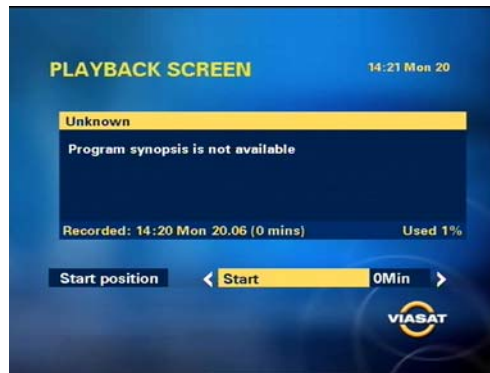 PLAYBACK SCREEN 14:21 Mon 20
Unknown
Program synopsis is not available
Recorded: 14:20 Mon 20.06 (0 mins) Used 1%
Start position < Start 0Min >
VIASAT